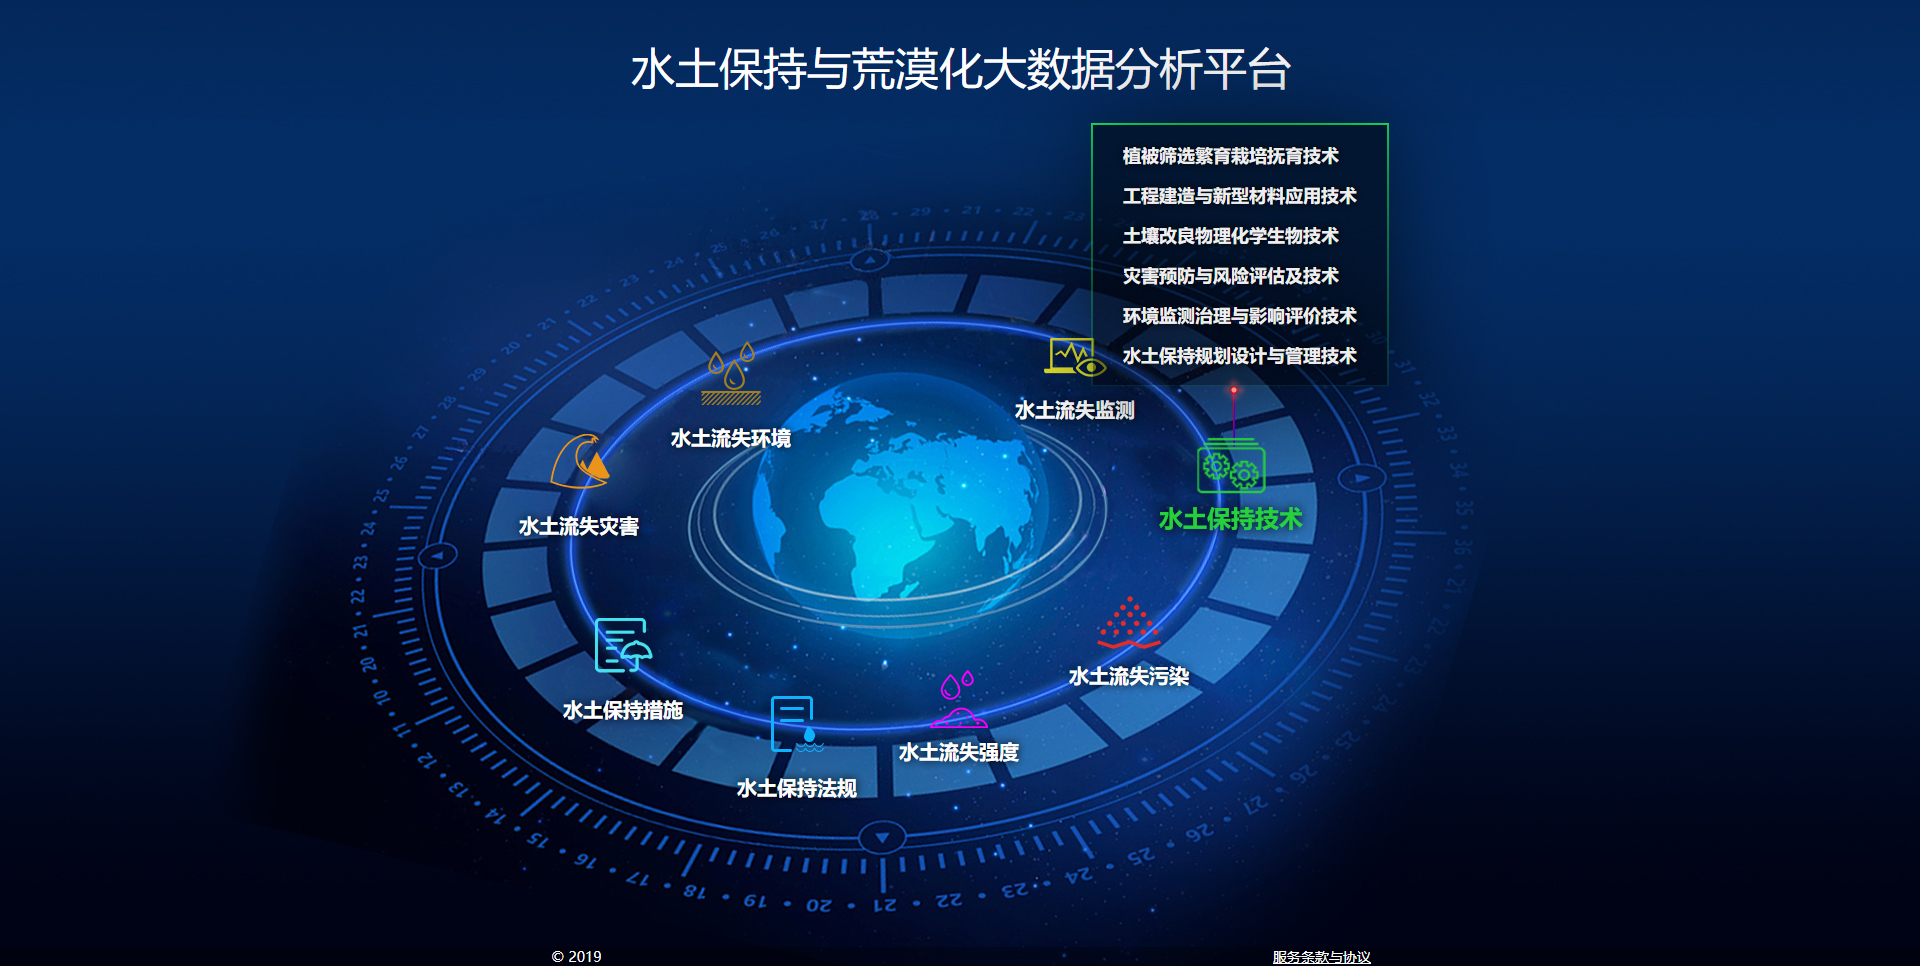 水土保持与荒漠化大数据分析平台
植被筛选繁育栽培抚育技术
工程建造与新型材料应用技术
土壤改良物理化学生物技术
灾害预防与风险评估及技术
环境监测治理与影响评价技术
水土保持规划设计与管理技术
水土流失监测
水土流失环境
水土保持技术
水土流失灾害
水土流失污染
水土保持措施
水土流失强度
水土保持法规
© 2019
服务条款与协议